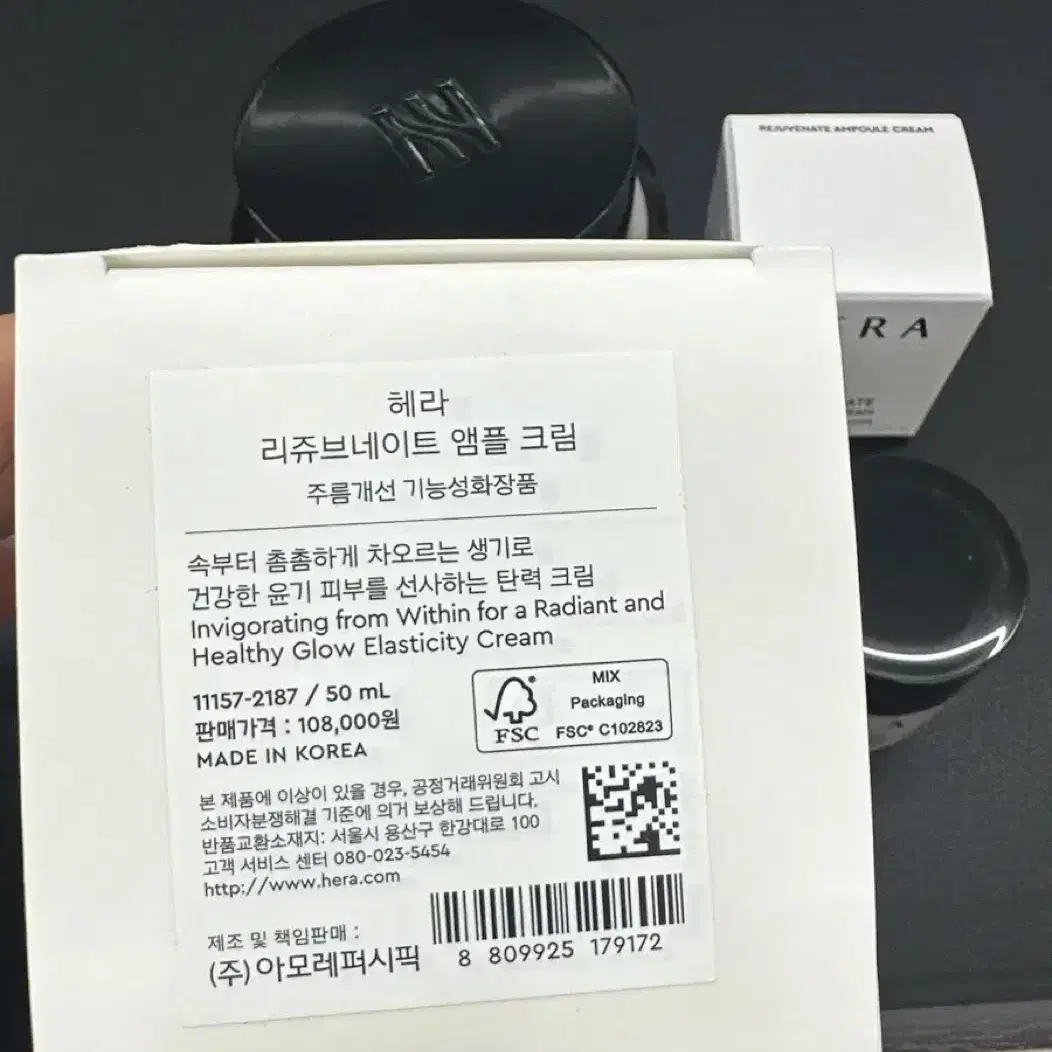 REJUVENATE AMPOULE CREAM
ERA
헤라
리쥬브네이트 앰플 크림
주름개선 기능성화장품
속부터 촘촘하게 차오르는 생기로
건강한 윤기 피부를 선사하는 탄력 크림
Invigorating from Within for a Radiant and
Healthy Glow Elasticity Cream
11157-2187 / 50 mL
판매가격 : 108,000원
MADE IN KOREA
FSC
MIX
Packaging
FSC® C102823
본 제품에 이상이 있을 경우, 공정거래위원회 고시
소비자분쟁해결 기준에 의거 보상해 드립니다.
반품교환소재지: 서울시 용산구 한강대로 100
고객 서비스 센터 080-023-5454
http://www.hera.com
제조 및 책임판매 :
(주)아모레퍼시픽
8 809925 179172